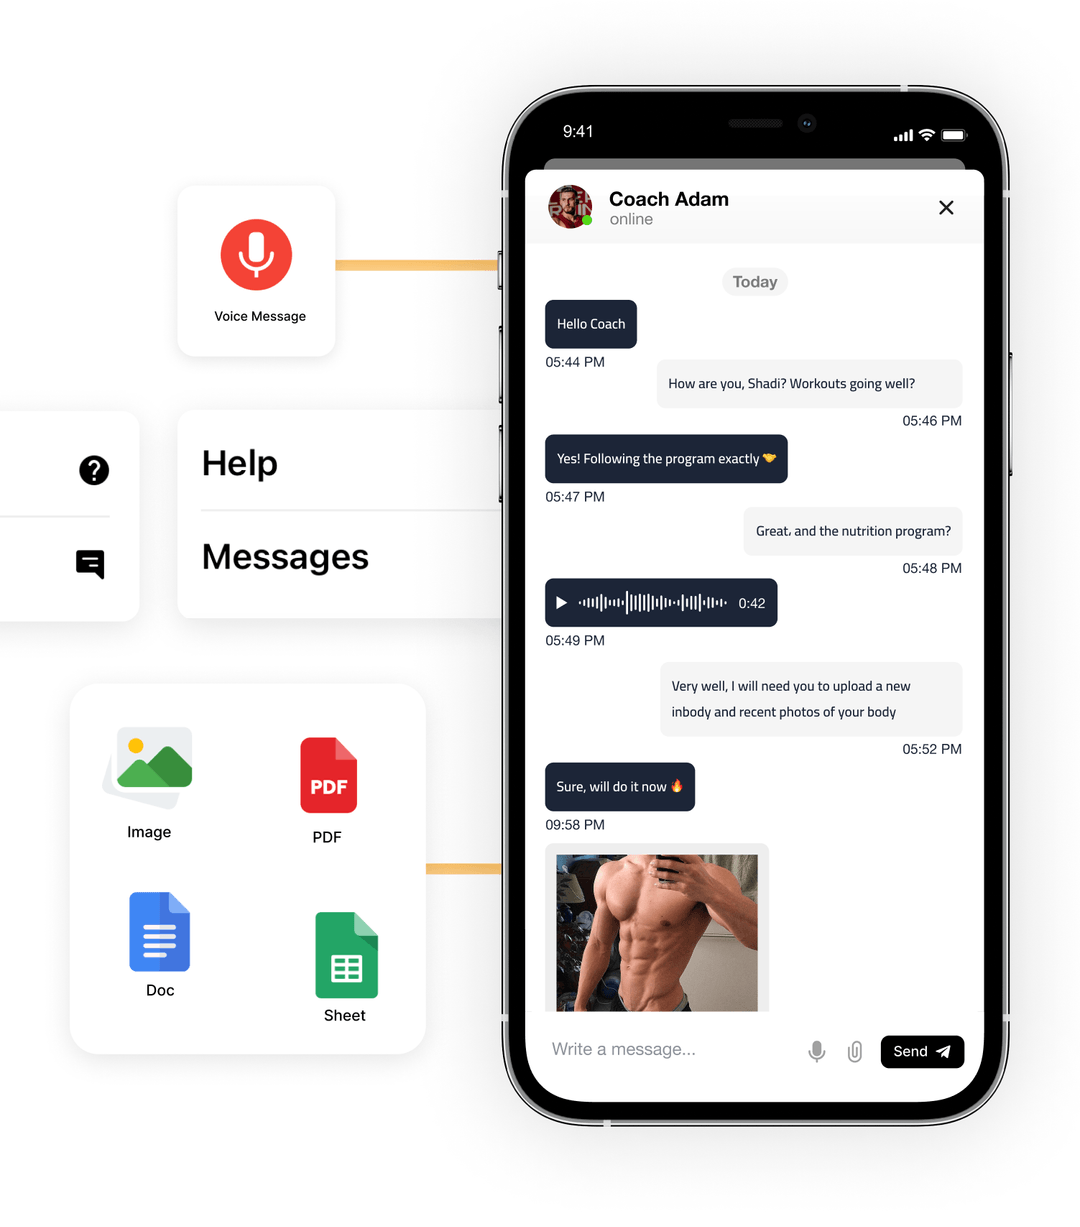 9:41
Coach Adam
online
Today
Hello Coach
05:44 PM
How are you, Shadi? Workouts going well?
05:46 PM
Yes! Following the program exactly 🤝
05:47 PM
Great، and the nutrition program?
05:48 PM
0:42
05:49 PM
Very well, I will need you to upload a new
inbody and recent photos of your body
05:52 PM
Sure, will do it now 🔥
09:58 PM
Write a message...
Send
Voice Message
Help
Messages
Image
PDF
PDF
Doc
Sheet